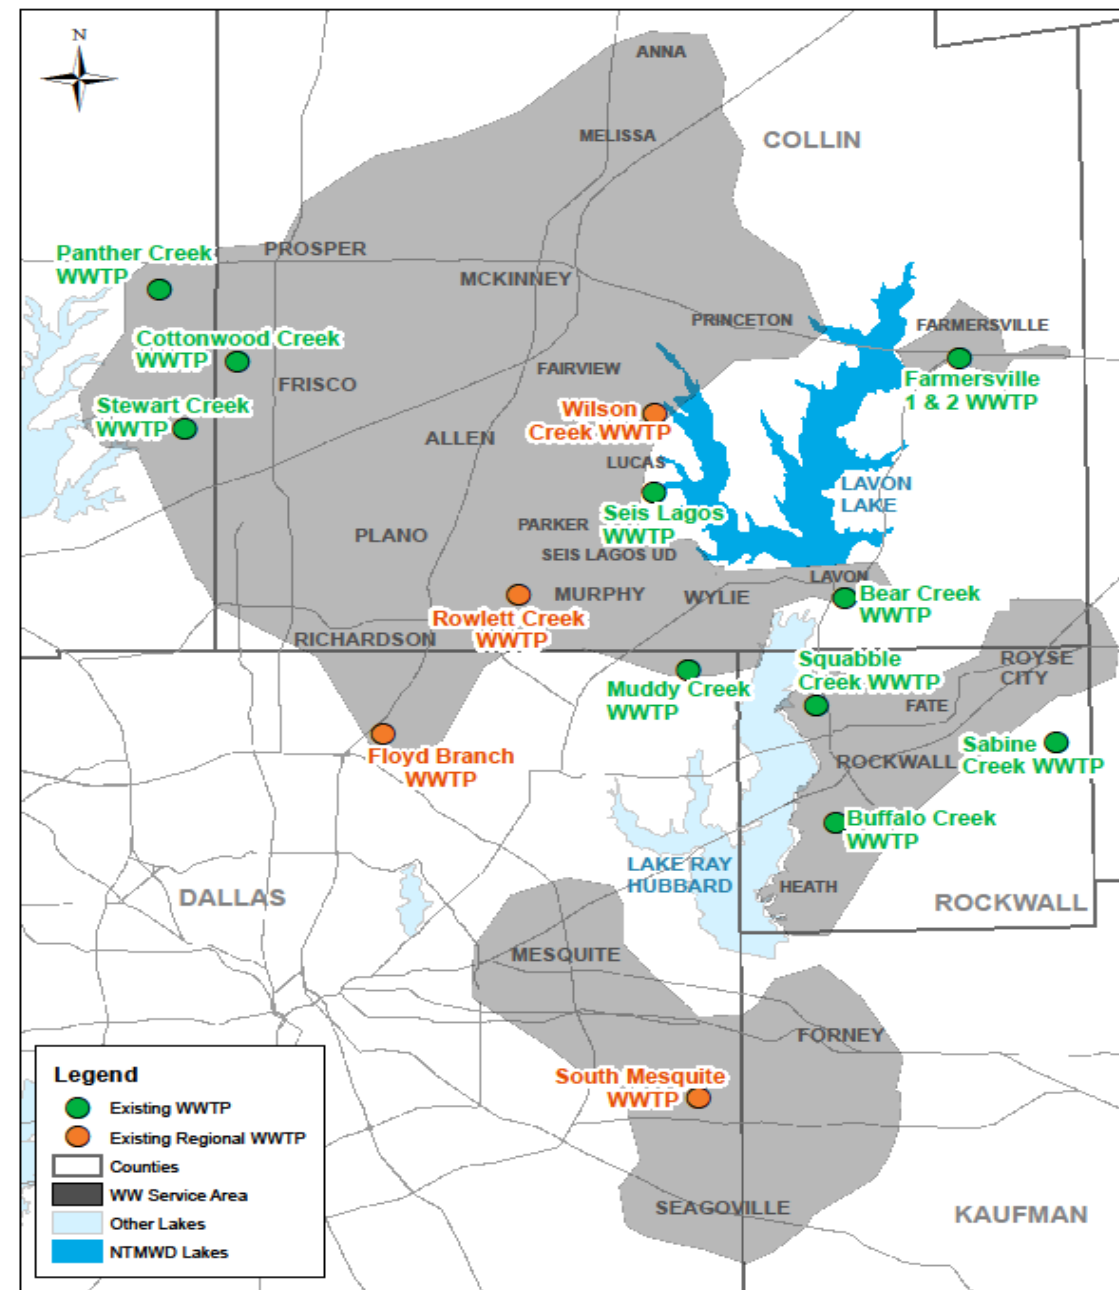 N
ANNA
MELISSA
COLLIN
Panther Creek
WWTP
PROSPER
MCKINNEY
PRINCETON
FARMERSVILLE
Cottonwood Creek
WWTP
FRISCO
FAIRVIEW
Farmersville
1 & 2 WWTP
Stewart Creek
WWTP
Wilson
Creek WWTP
ALLEN
LUCAS
LAVON
LAKE
Seis Lagos
WWTP
PARKER
PLANO
SEIS LAGOS UD
LAVON
MURPHY
WYLIE
Bear Creek
WWTP
Rowlett Creek
WWTP
RICHARDSON
Squabble
Creek WWTP
ROYSE
CITY
Muddy Creek
WWTP
FATE
Floyd Branch
WWTP
ROCKWALL
Sabine
Creek WWTP
Buffalo Creek
WWTP
LAKE RAY
HUBBARD
HEATH
DALLAS
ROCKWALL
MESQUITE
FORNEY
South Mesquite
WWTP
SEAGOVILLE
KAUFMAN
Legend
Existing WWTP
Existing Regional WWTP
Counties
WW Service Area
Other Lakes
NTMWD Lakes